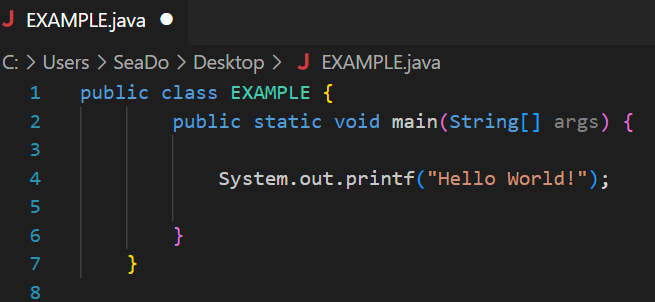 J EXAMPLE.java ●
C: > Users > SeaDo > Desktop > J EXAMPLE.java
1 public class EXAMPLE {
2 public static void main(String[] args) {
3
4 System.out.printf("Hello World!");
5
6 }
7 }
8